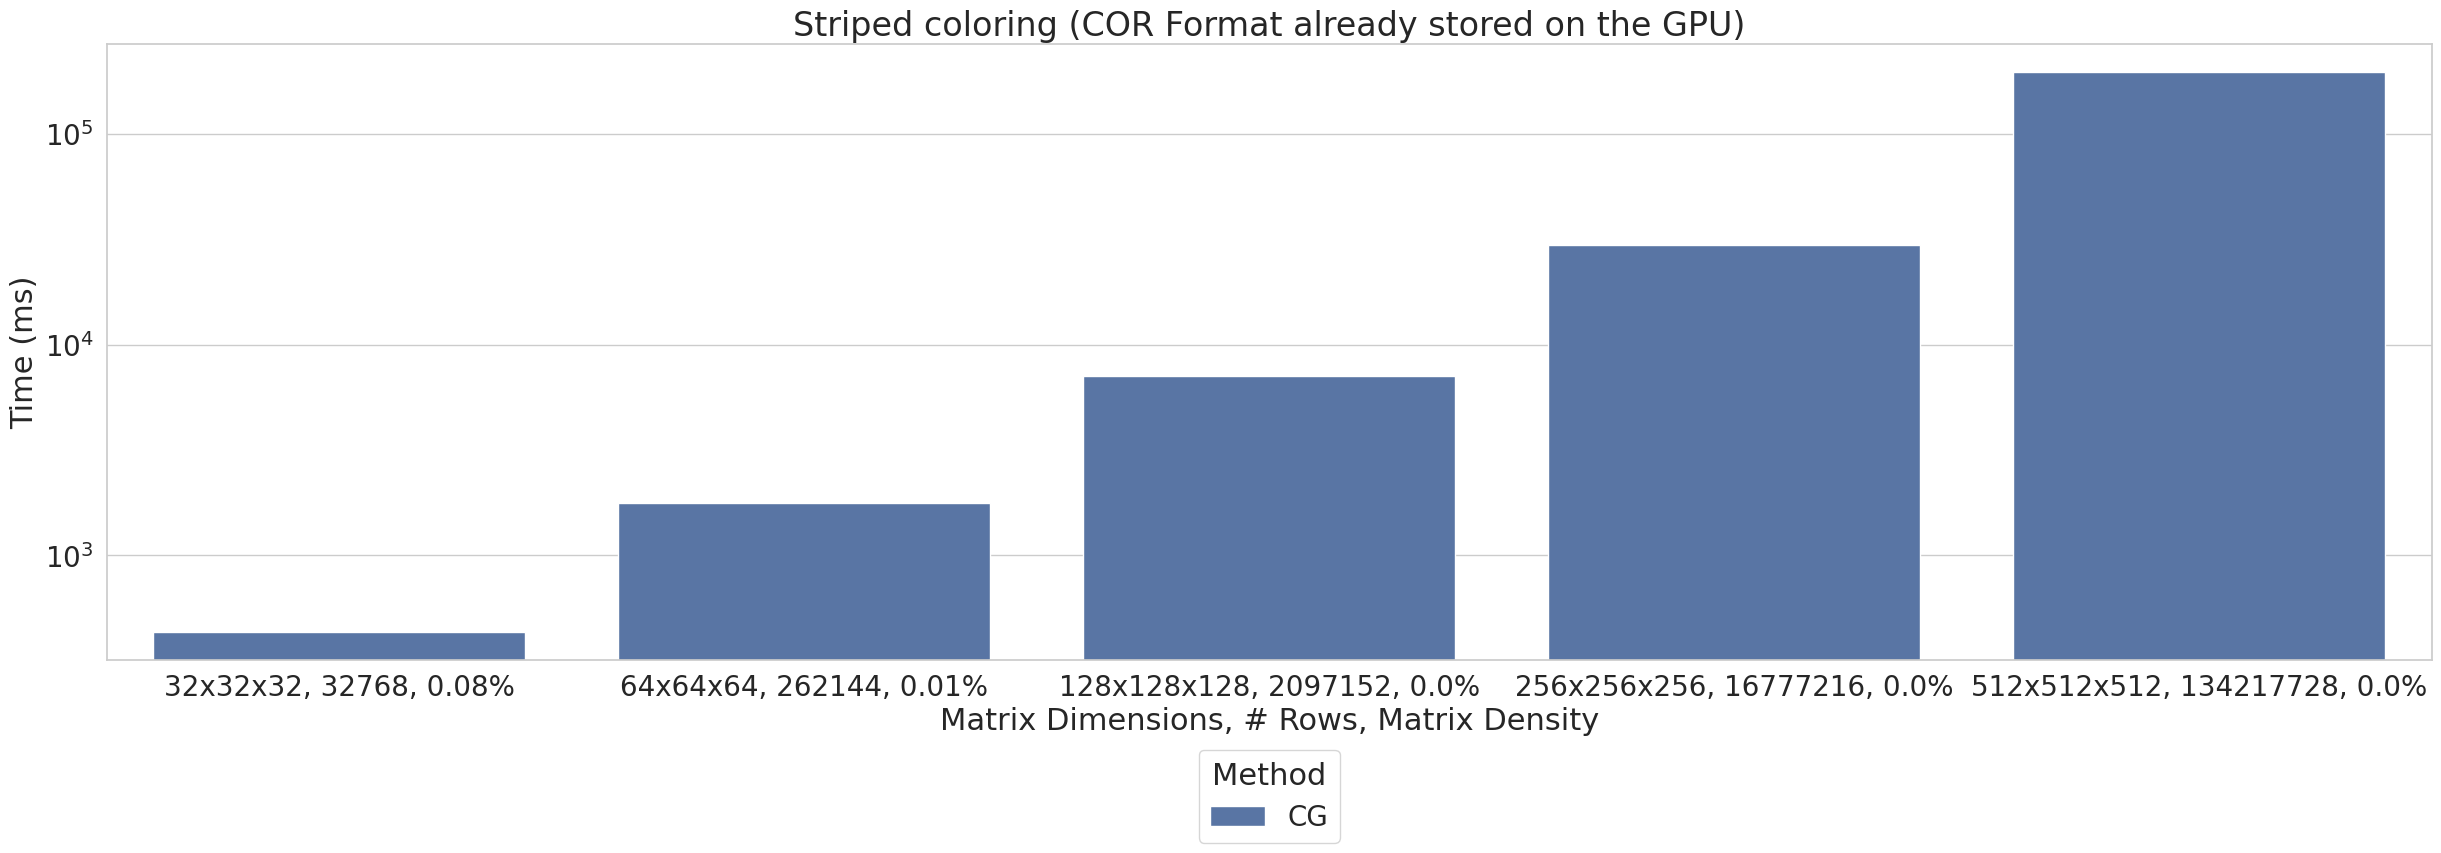 Striped coloring (COR Format already stored on the GPU)
Time (ms)
10^5
10^4
10^3
32x32x32, 32768, 0.08%
64x64x64, 262144, 0.01%
128x128x128, 2097152, 0.0%
256x256x256, 16777216, 0.0%
512x512x512, 134217728, 0.0%
Matrix Dimensions, # Rows, Matrix Density
Method
CG